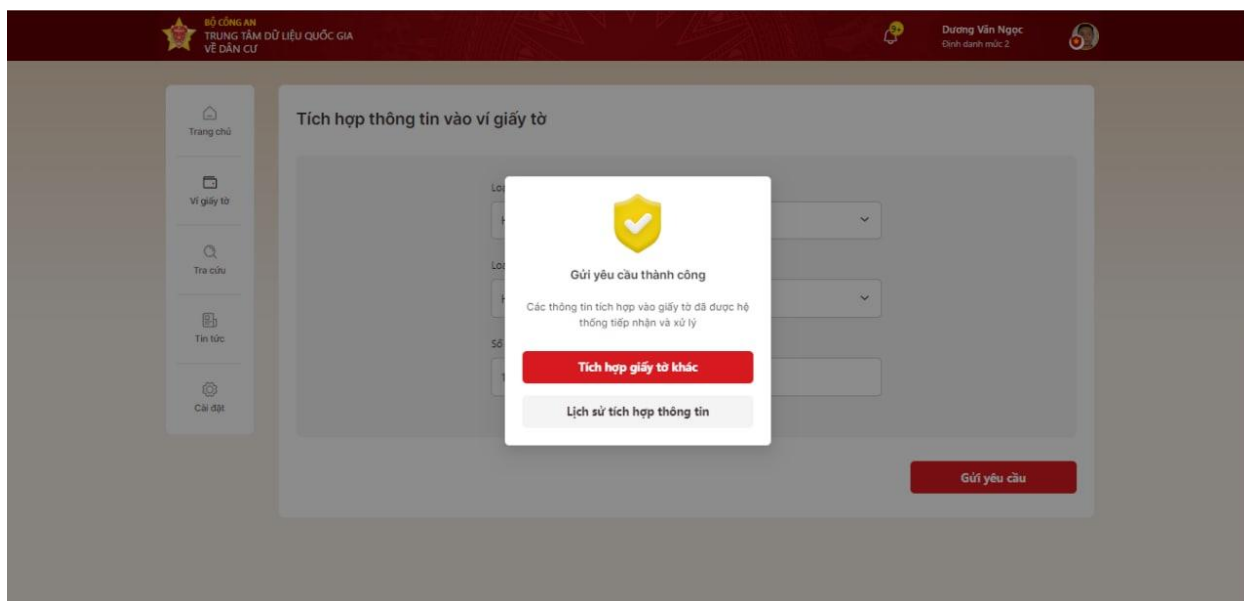 BỘ CÔNG AN
TRUNG TÂM DỮ LIỆU QUỐC GIA
VỀ DÂN CƯ
9+
Dương Văn Ngọc
Định danh mức 2
Trang chủ
Ví giấy tờ
Tra cứu
Tin tức
Cài đặt
Tích hợp thông tin vào ví giấy tờ
Số
Gửi yêu cầu thành công
Các thông tin tích hợp vào giấy tờ đã được hệ
thống tiếp nhận và xử lý
Tích hợp giấy tờ khác
Lịch sử tích hợp thông tin
Gửi yêu cầu